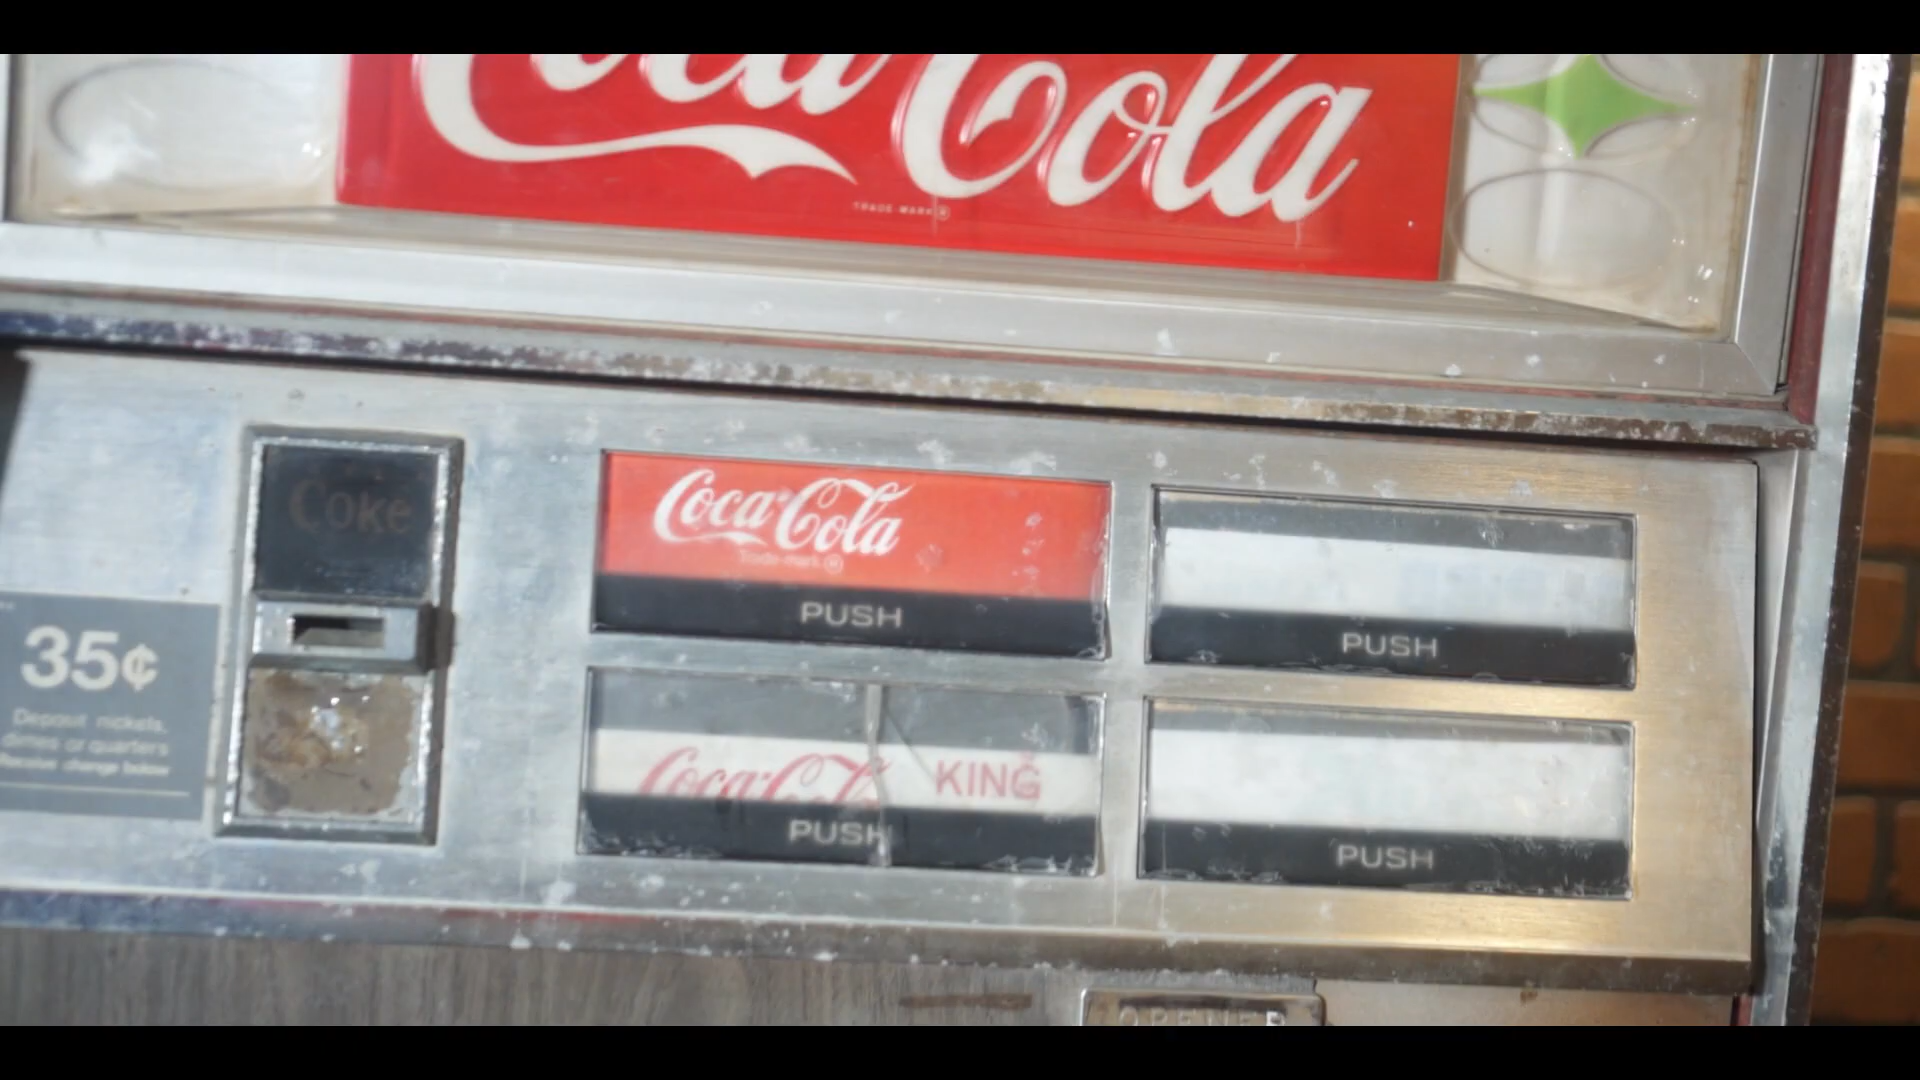 Coca-Cola
TRADE MARK ®
Coke
Coca-Cola
Trade-mark ®
PUSH
PUSH
35¢
Deposit nickels,
dimes or quarters
Receive change below
Coca-Cola KING
PUSH
PUSH
OPENER